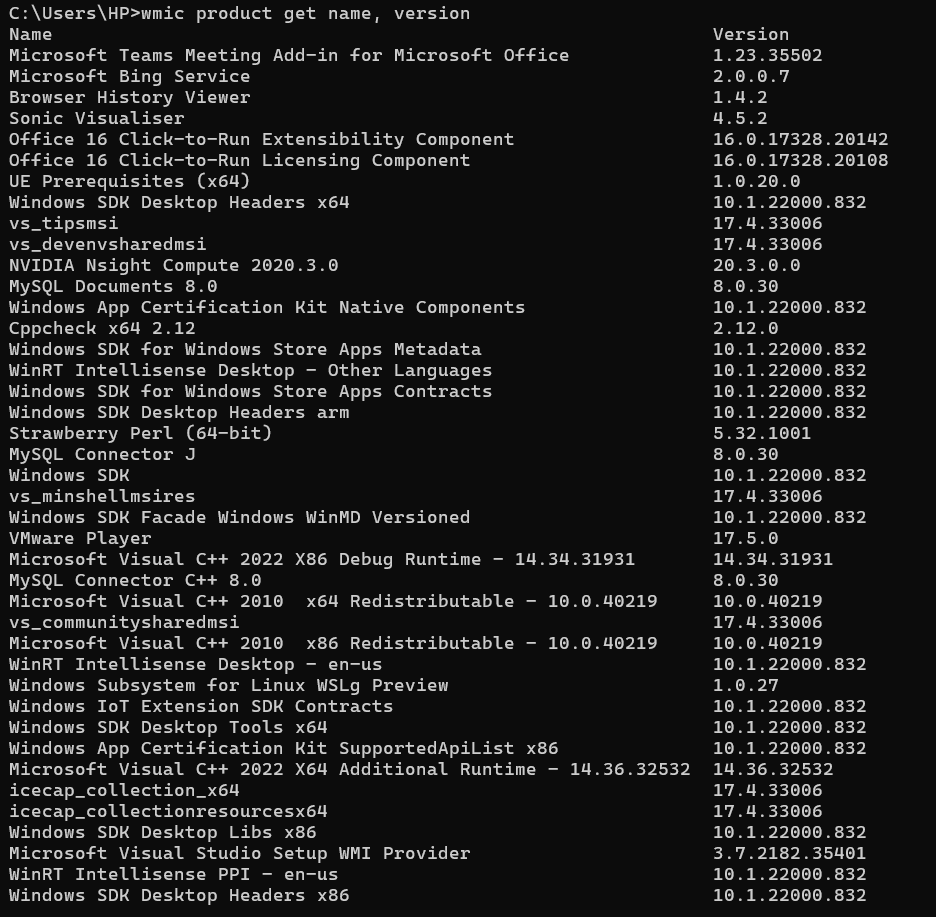 C:\Users\HP>wmic product get name, version
Name Version
Microsoft Teams Meeting Add-in for Microsoft Office 1.23.35502
Microsoft Bing Service 2.0.0.7
Browser History Viewer 1.4.2
Sonic Visualiser 4.5.2
Office 16 Click-to-Run Extensibility Component 16.0.17328.20142
Office 16 Click-to-Run Licensing Component 16.0.17328.20108
UE Prerequisites (x64) 1.0.20.0
Windows SDK Desktop Headers x64 10.1.22000.832
vs_tipsmsi 17.4.33006
vs_devenvsharedmsi 17.4.33006
NVIDIA Nsight Compute 2020.3.0 20.3.0.0
MySQL Documents 8.0 8.0.30
Windows App Certification Kit Native Components 10.1.22000.832
Cppcheck x64 2.12 2.12.0
Windows SDK for Windows Store Apps Metadata 10.1.22000.832
WinRT Intellisense Desktop - Other Languages 10.1.22000.832
Windows SDK for Windows Store Apps Contracts 10.1.22000.832
Windows SDK Desktop Headers arm 10.1.22000.832
Strawberry Perl (64-bit) 5.32.1001
MySQL Connector J 8.0.30
Windows SDK 10.1.22000.832
vs_minshellmsires 17.4.33006
Windows SDK Facade Windows WinMD Versioned 10.1.22000.832
VMware Player 17.5.0
Microsoft Visual C++ 2022 X86 Debug Runtime - 14.34.31931 14.34.31931
MySQL Connector C++ 8.0 8.0.30
Microsoft Visual C++ 2010  x64 Redistributable - 10.0.40219 10.0.40219
vs_communitysharedmsi 17.4.33006
Microsoft Visual C++ 2010  x86 Redistributable - 10.0.40219 10.0.40219
WinRT Intellisense Desktop - en-us 10.1.22000.832
Windows Subsystem for Linux WSLg Preview 1.0.27
Windows IoT Extension SDK Contracts 10.1.22000.832
Windows SDK Desktop Tools x64 10.1.22000.832
Windows App Certification Kit SupportedApiList x86 10.1.22000.832
Microsoft Visual C++ 2022 X64 Additional Runtime - 14.36.32532 14.36.32532
icecap_collection_x64 17.4.33006
icecap_collectionresourcesx64 17.4.33006
Windows SDK Desktop Libs x86 10.1.22000.832
Microsoft Visual Studio Setup WMI Provider 3.7.2182.35401
WinRT Intellisense PPI - en-us 10.1.22000.832
Windows SDK Desktop Headers x86 10.1.22000.832